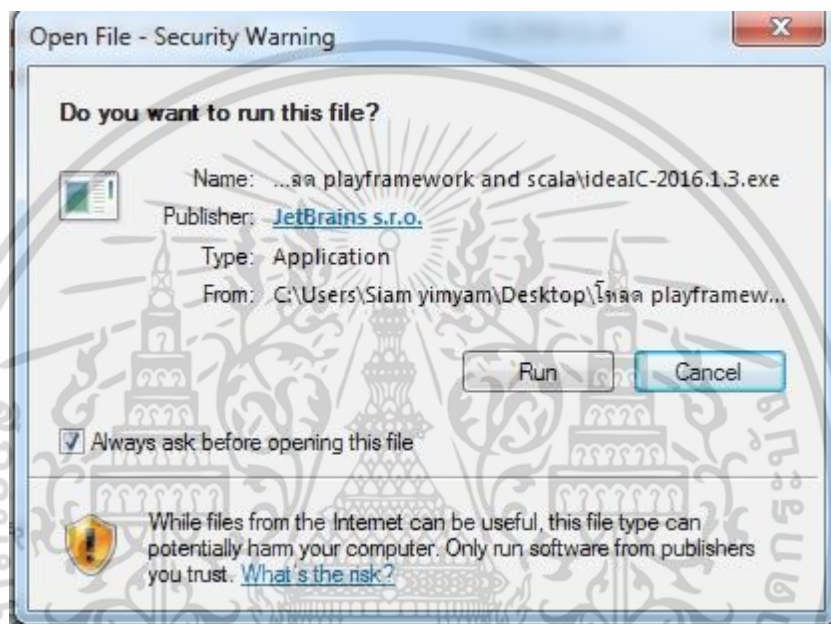 Open File - Security Warning
Do you want to run this file?
Name: ...ลด playframework and scala\ideaIC-2016.1.3.exe
Publisher: JetBrains s.r.o.
Type: Application
From: C:\Users\Siam yimyam\Desktop\โหลด playframew...
Run Cancel
Always ask before opening this file
While files from the Internet can be useful, this file type can
potentially harm your computer. Only run software from publishers
you trust. What's the risk?